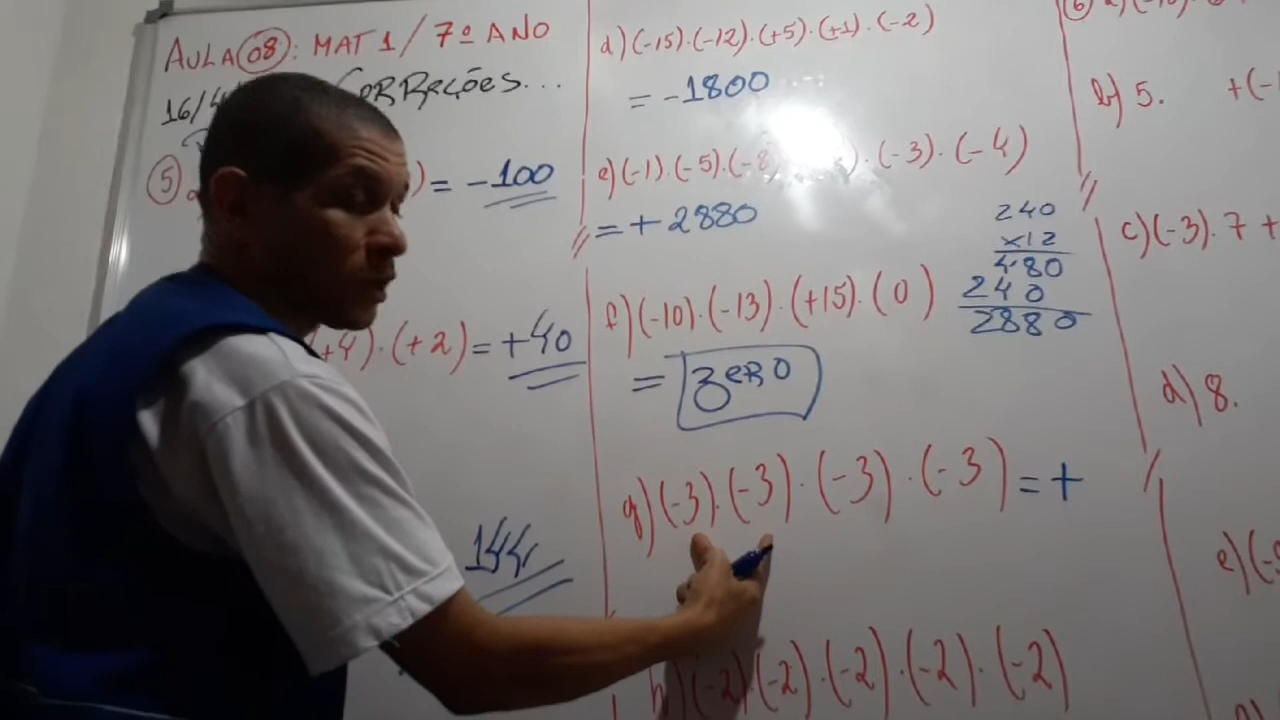 AULA 08: MAT 1 / 7º ANO
16/4 CORREÇÕES...
5 ) = -100
+4)·(+2) = +40
144
d) (-15)·(-12)·(+5)·(+1)·(-2)
= -1800
e) (-1)·(-5)·(-8 )·(-3)·(-4)
= +2880
240
x12
480
240
2880
f) (-10)·(-13)·(+15)·(0)
= ZERO
g) (-3)·(-3)·(-3)·(-3) = +
h) (-2)·(-2)·(-2)·(-2)·(-2)
6 a)
b) 5. +(-
c) (-3)·7 +
d) 8.
e) (-